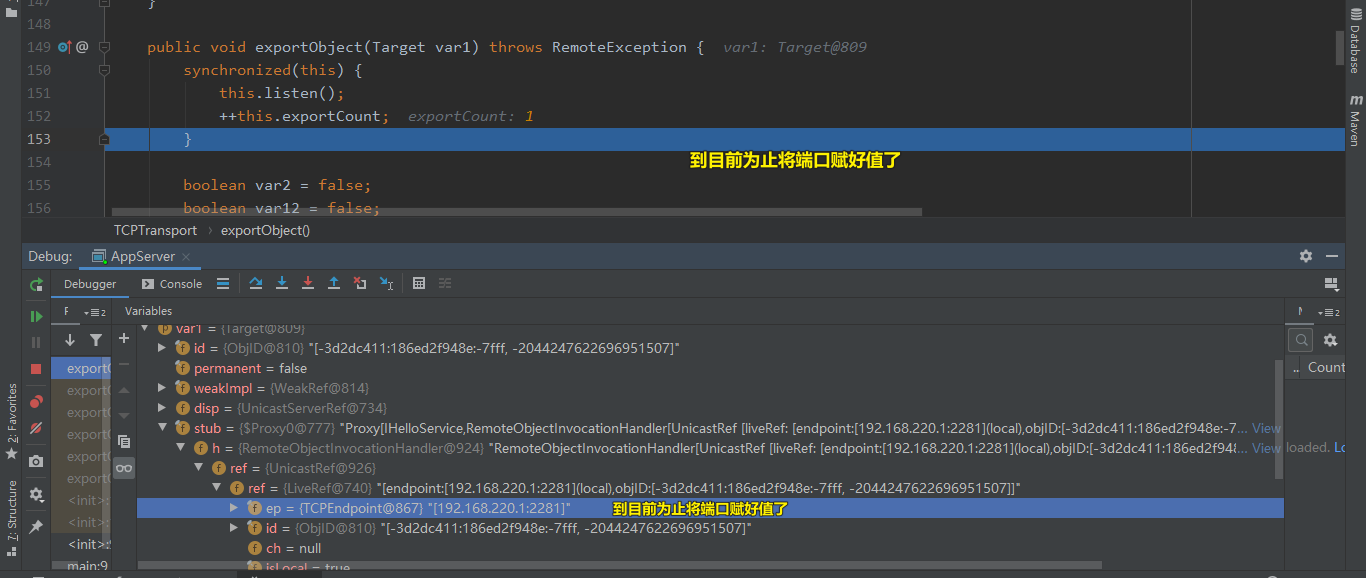 147 }
148
149 public void exportObject(Target var1) throws RemoteException { var1: Target@809
150 synchronized(this) {
151 this.listen();
152 ++this.exportCount; exportCount: 1
153 }
到目前为止将端口赋好值了
154
155 boolean var2 = false;
156 boolean var12 = false;
TCPTransport › exportObject()
Debug: AppServer ×
Debugger Console
Variables
var1 = {Target@809}
id = {ObjID@810} "[-3d2dc411:186ed2f948e:-7fff, -2044247622696951507]"
permanent = false
weakImpl = {WeakRef@814}
disp = {UnicastServerRef@734}
stub = {$Proxy0@777} "Proxy[IHelloService,RemoteObjectInvocationHandler[UnicastRef [liveRef: [endpoint:[192.168.220.1:2281](local),objID:[-3d2dc411:186ed2f948e:-7... View
h = {RemoteObjectInvocationHandler@924} "RemoteObjectInvocationHandler[UnicastRef [liveRef: [endpoint:[192.168.220.1:2281](local),objID:[-3d2dc411:186ed2f948e:-7fff... View
ref = {UnicastRef@926}
ref = {LiveRef@740} "[endpoint:[192.168.220.1:2281](local),objID:[-3d2dc411:186ed2f948e:-7fff, -2044247622696951507]]"
ep = {TCPEndpoint@867} "[192.168.220.1:2281]" 到目前为止将端口赋好值了
id = {ObjID@810} "[-3d2dc411:186ed2f948e:-7fff, -2044247622696951507]"
ch = null
isLocal = true
exportO
exportO
exportO
exportO
exportO
exportO
<init>:
<init>:
<init>:
main:9
Count
loaded.
Database
Maven
2: Favorites
7: Structure